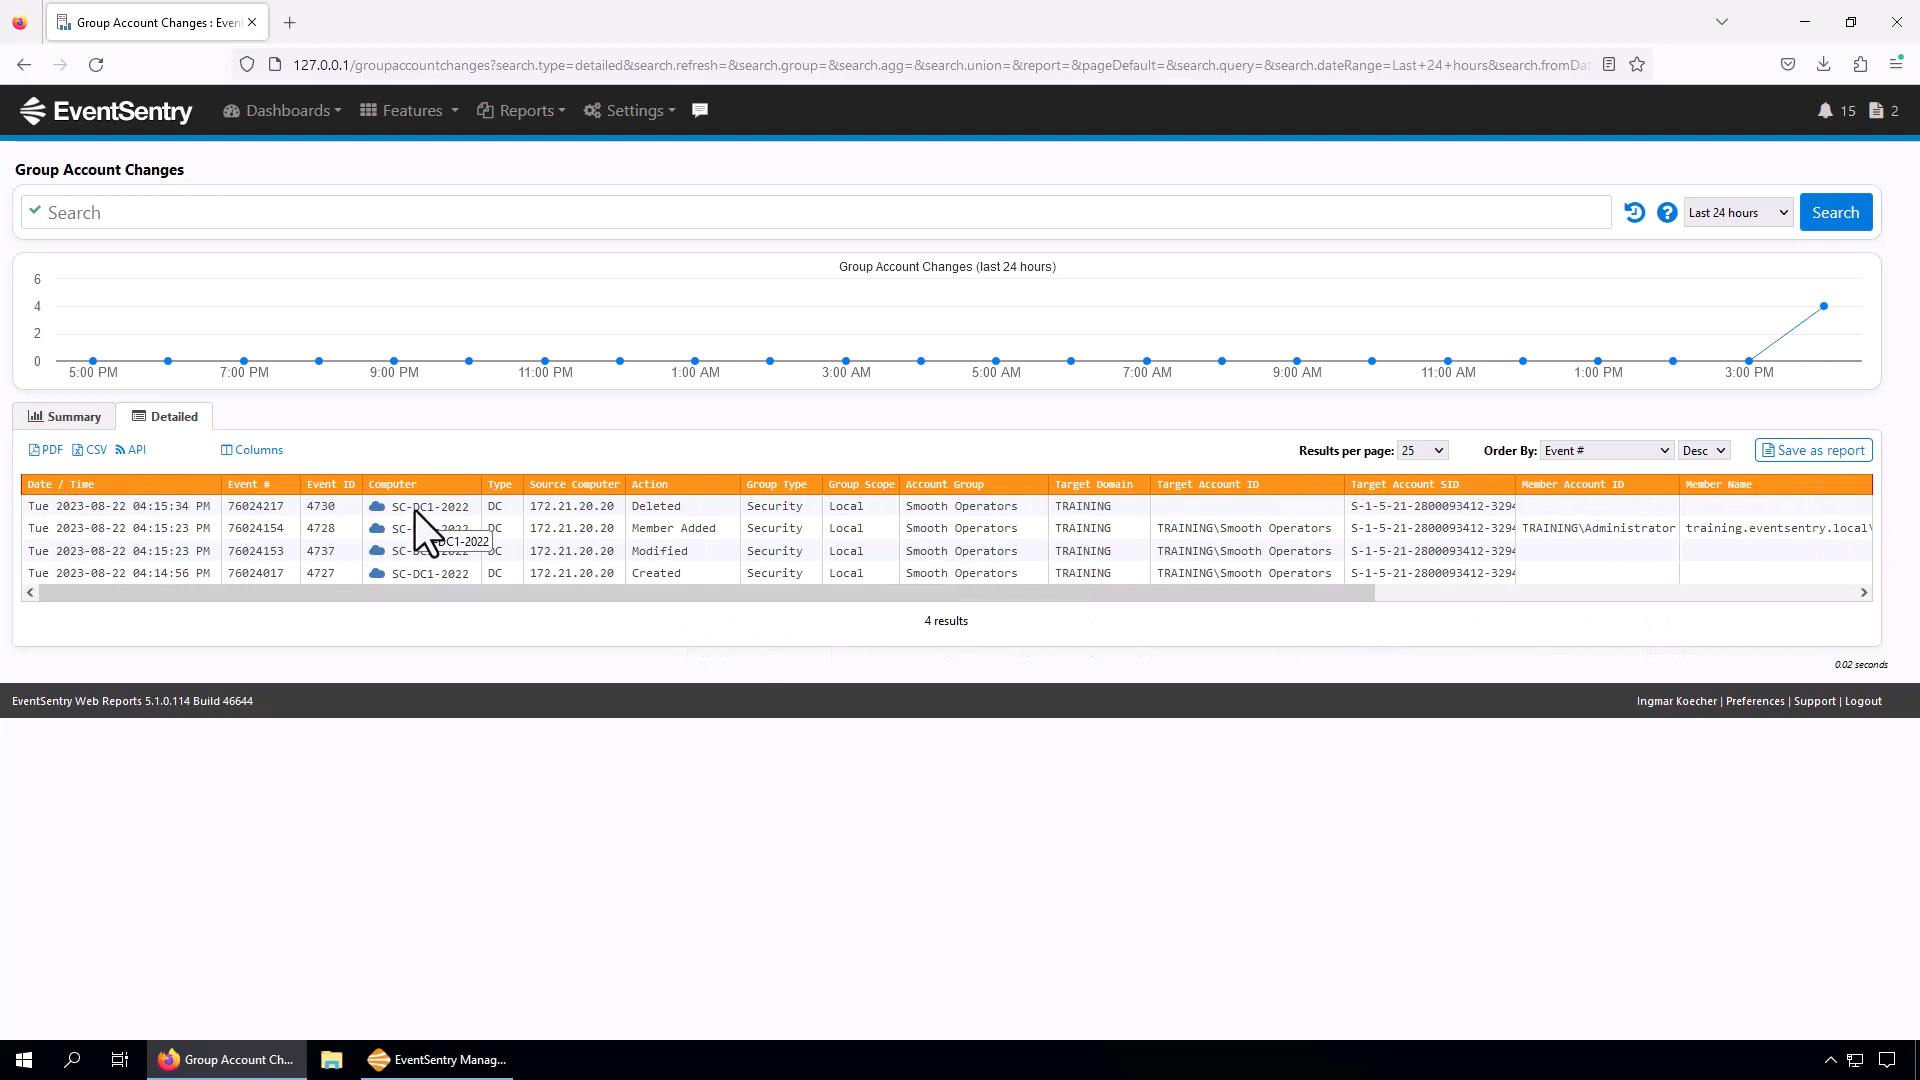 Group Account Changes : Even
127.0.0.1/groupaccountchanges?search.type=detailed&search.refresh=&search.group=&search.agg=&search.union=&report=&pageDefault=&search.query=&search.dateRange=Last+24+hours&search.fromDat
EventSentry Dashboards Features Reports Settings 15 2
Group Account Changes
Search Last 24 hours Search
Group Account Changes (last 24 hours)
6
4
2
0
5:00 PM 7:00 PM 9:00 PM 11:00 PM 1:00 AM 3:00 AM 5:00 AM 7:00 AM 9:00 AM 11:00 AM 1:00 PM 3:00 PM
Summary Detailed
PDF CSV API Columns Results per page: 25 Order By: Event # Desc Save as report
Date / Time Event # Event ID Computer Type Source Computer Action Group Type Group Scope Account Group Target Domain Target Account ID Target Account SID Member Account ID Member Name
Tue 2023-08-22 04:15:34 PM 76024217 4730 SC-DC1-2022 DC 172.21.20.20 Deleted Security Local Smooth Operators TRAINING S-1-5-21-2800093412-3294
Tue 2023-08-22 04:15:23 PM 76024154 4728 DC 172.21.20.20 Member Added Security Local Smooth Operators TRAINING TRAINING\Smooth Operators S-1-5-21-2800093412-3294 TRAINING\Administrator training.eventsentry.local\
DC1-2022
Tue 2023-08-22 04:15:23 PM 76024153 4737 DC 172.21.20.20 Modified Security Local Smooth Operators TRAINING TRAINING\Smooth Operators S-1-5-21-2800093412-3294
Tue 2023-08-22 04:14:56 PM 76024017 4727 SC-DC1-2022 DC 172.21.20.20 Created Security Local Smooth Operators TRAINING TRAINING\Smooth Operators S-1-5-21-2800093412-3294
4 results
0.02 seconds
EventSentry Web Reports 5.1.0.114 Build 46644 Ingmar Koecher | Preferences | Support | Logout
Group Account Ch... EventSentry Manag...